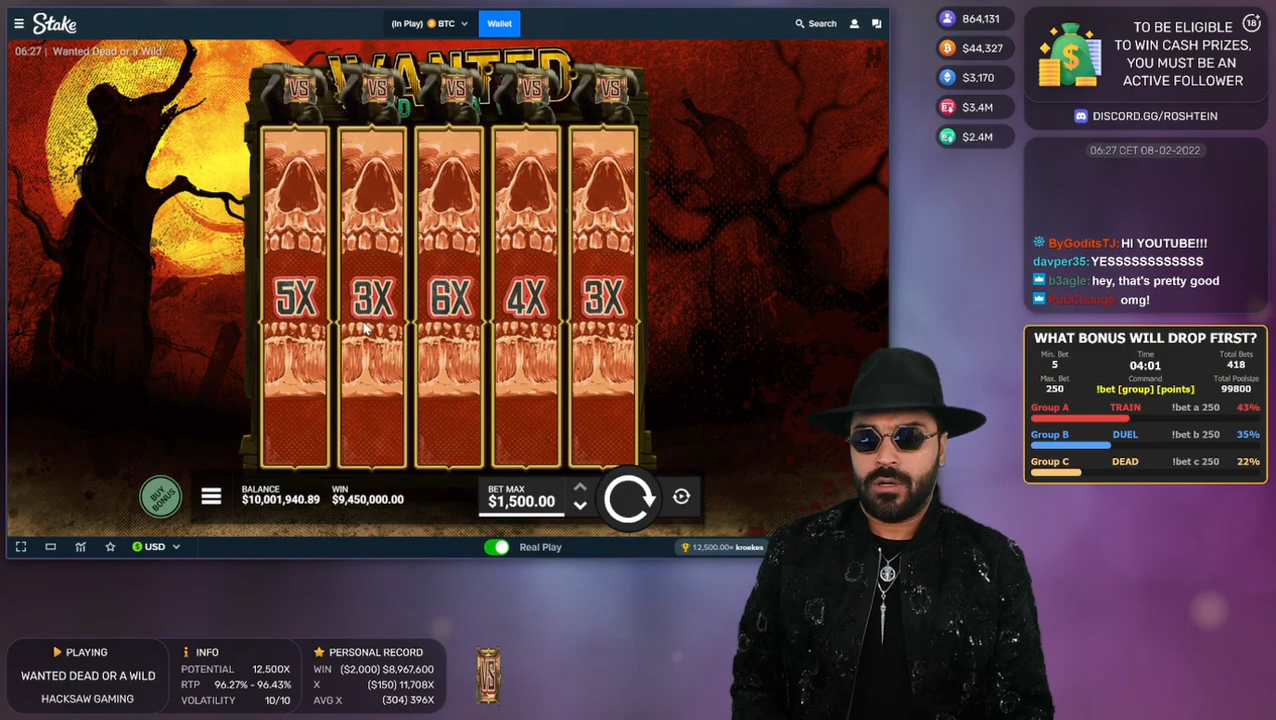 Stake
(In Play) BTC
Wallet
Search
06:27 | Wanted Dead or a Wild
WANTED
VS VS VS VS VS
5X 3X 6X 4X 3X
BUY BONUS
BALANCE
$10,001,940.89
WIN
$9,450,000.00
BET MAX
$1,500.00
USD
Real Play
12,500.00× kroekes
864,131
$44,327
$3,170
$3.4M
$2.4M
18+
TO BE ELIGIBLE
TO WIN CASH PRIZES,
YOU MUST BE AN
ACTIVE FOLLOWER
DISCORD.GG/ROSHTEIN
06:27 CET 08-02-2022
ByGoditsTJ: HI YOUTUBE!!!
davper35: YESSSSSSSSSSS
b3agle: hey, that's pretty good
PubChange: omg!
WHAT BONUS WILL DROP FIRST?
Min. Bet
5
Time
04:01
Total Bets
418
Max. Bet
250
Command
!bet [group] [points]
Total Poolsize
99800
Group A TRAIN !bet a 250 43%
Group B DUEL !bet b 250 35%
Group C DEAD !bet c 250 22%
PLAYING
WANTED DEAD OR A WILD
HACKSAW GAMING
INFO
POTENTIAL 12.500X
RTP 96.27% - 96.43%
VOLATILITY 10/10
PERSONAL RECORD
WIN ($2,000) $8,967,600
X ($150) 11,708X
AVG X (304) 396X
VS